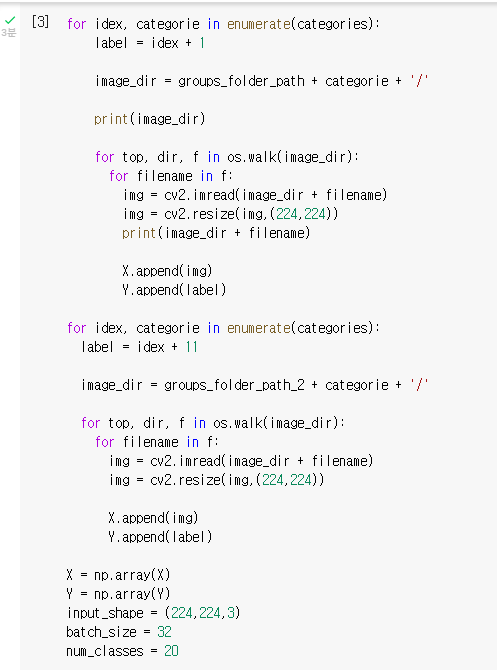 [3]
3분
for idex, categorie in enumerate(categories):
    label = idex + 1

    image_dir = groups_folder_path + categorie + '/'

    print(image_dir)

    for top, dir, f in os.walk(image_dir):
      for filename in f:
        img = cv2.imread(image_dir + filename)
        img = cv2.resize(img,(224,224))
        print(image_dir + filename)

        X.append(img)
        Y.append(label)

for idex, categorie in enumerate(categories):
  label = idex + 11

  image_dir = groups_folder_path_2 + categorie + '/'

  for top, dir, f in os.walk(image_dir):
    for filename in f:
      img = cv2.imread(image_dir + filename)
      img = cv2.resize(img,(224,224))

      X.append(img)
      Y.append(label)

X = np.array(X)
Y = np.array(Y)
input_shape = (224,224,3)
batch_size = 32
num_classes = 20